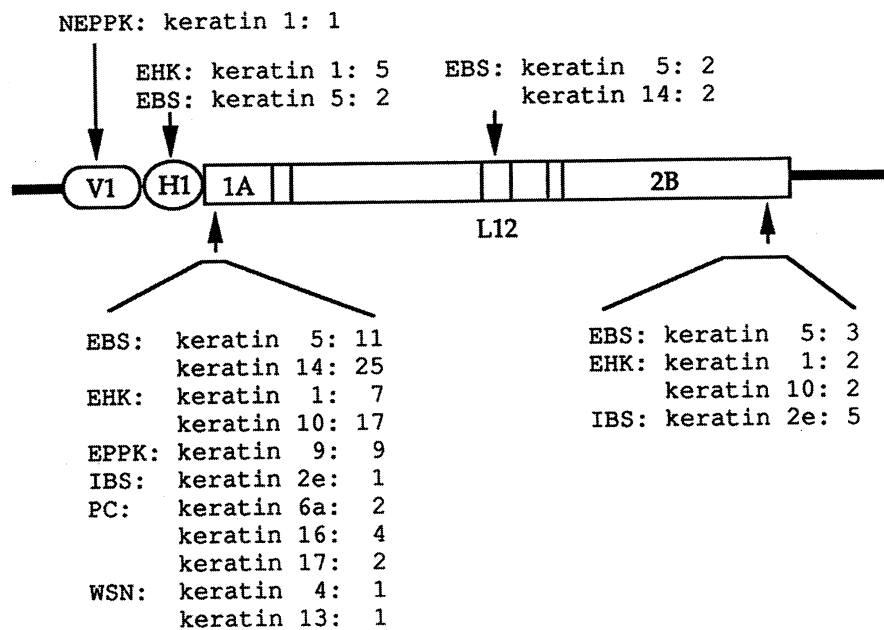 NEPPK: keratin 1: 1
EHK: keratin 1: 5
EBS: keratin 5: 2
EBS: keratin 5: 2
keratin 14: 2
V1 H1 1A 2B
L12
EBS: keratin 5: 11
keratin 14: 25
EHK: keratin 1: 7
keratin 10: 17
EPPK: keratin 9: 9
IBS: keratin 2e: 1
PC: keratin 6a: 2
keratin 16: 4
keratin 17: 2
WSN: keratin 4: 1
keratin 13: 1
EBS: keratin 5: 3
EHK: keratin 1: 2
keratin 10: 2
IBS: keratin 2e: 5